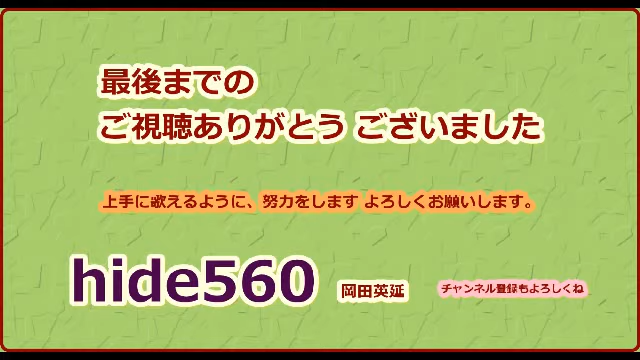 最後までの
ご視聴ありがとう ございました
上手に歌えるように、努力をします よろしくお願いします。
hide560 岡田英延 チャンネル登録もよろしくね